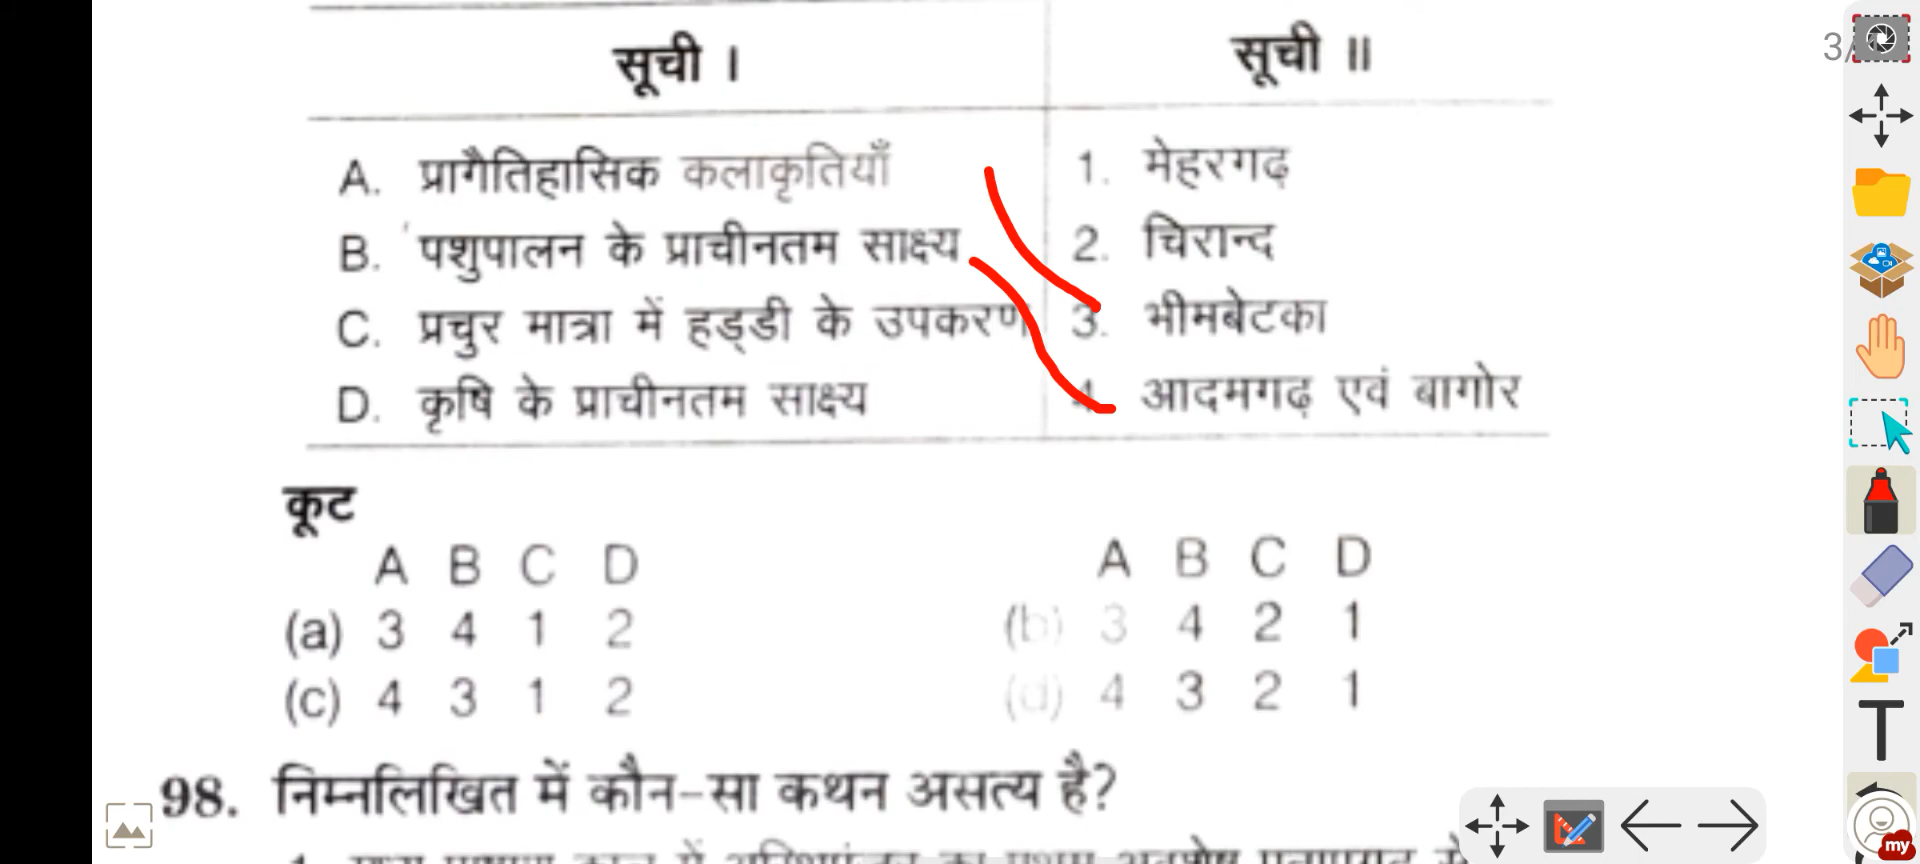 3/
सूची I
सूची II
A. प्रागैतिहासिक कलाकृतियाँ
1. मेहरगढ़
B. पशुपालन के प्राचीनतम साक्ष्य
2. चिरान्द
C. प्रचुर मात्रा में हड्डी के उपकरण
3. भीमबेटका
D. कृषि के प्राचीनतम साक्ष्य
4. आदमगढ़ एवं बागोर
कूट
A B C D
A B C D
(a) 3 4 1 2
(b) 3 4 2 1
(c) 4 3 1 2
(d) 4 3 2 1
98. निम्नलिखित में कौन-सा कथन असत्य है?
T
my